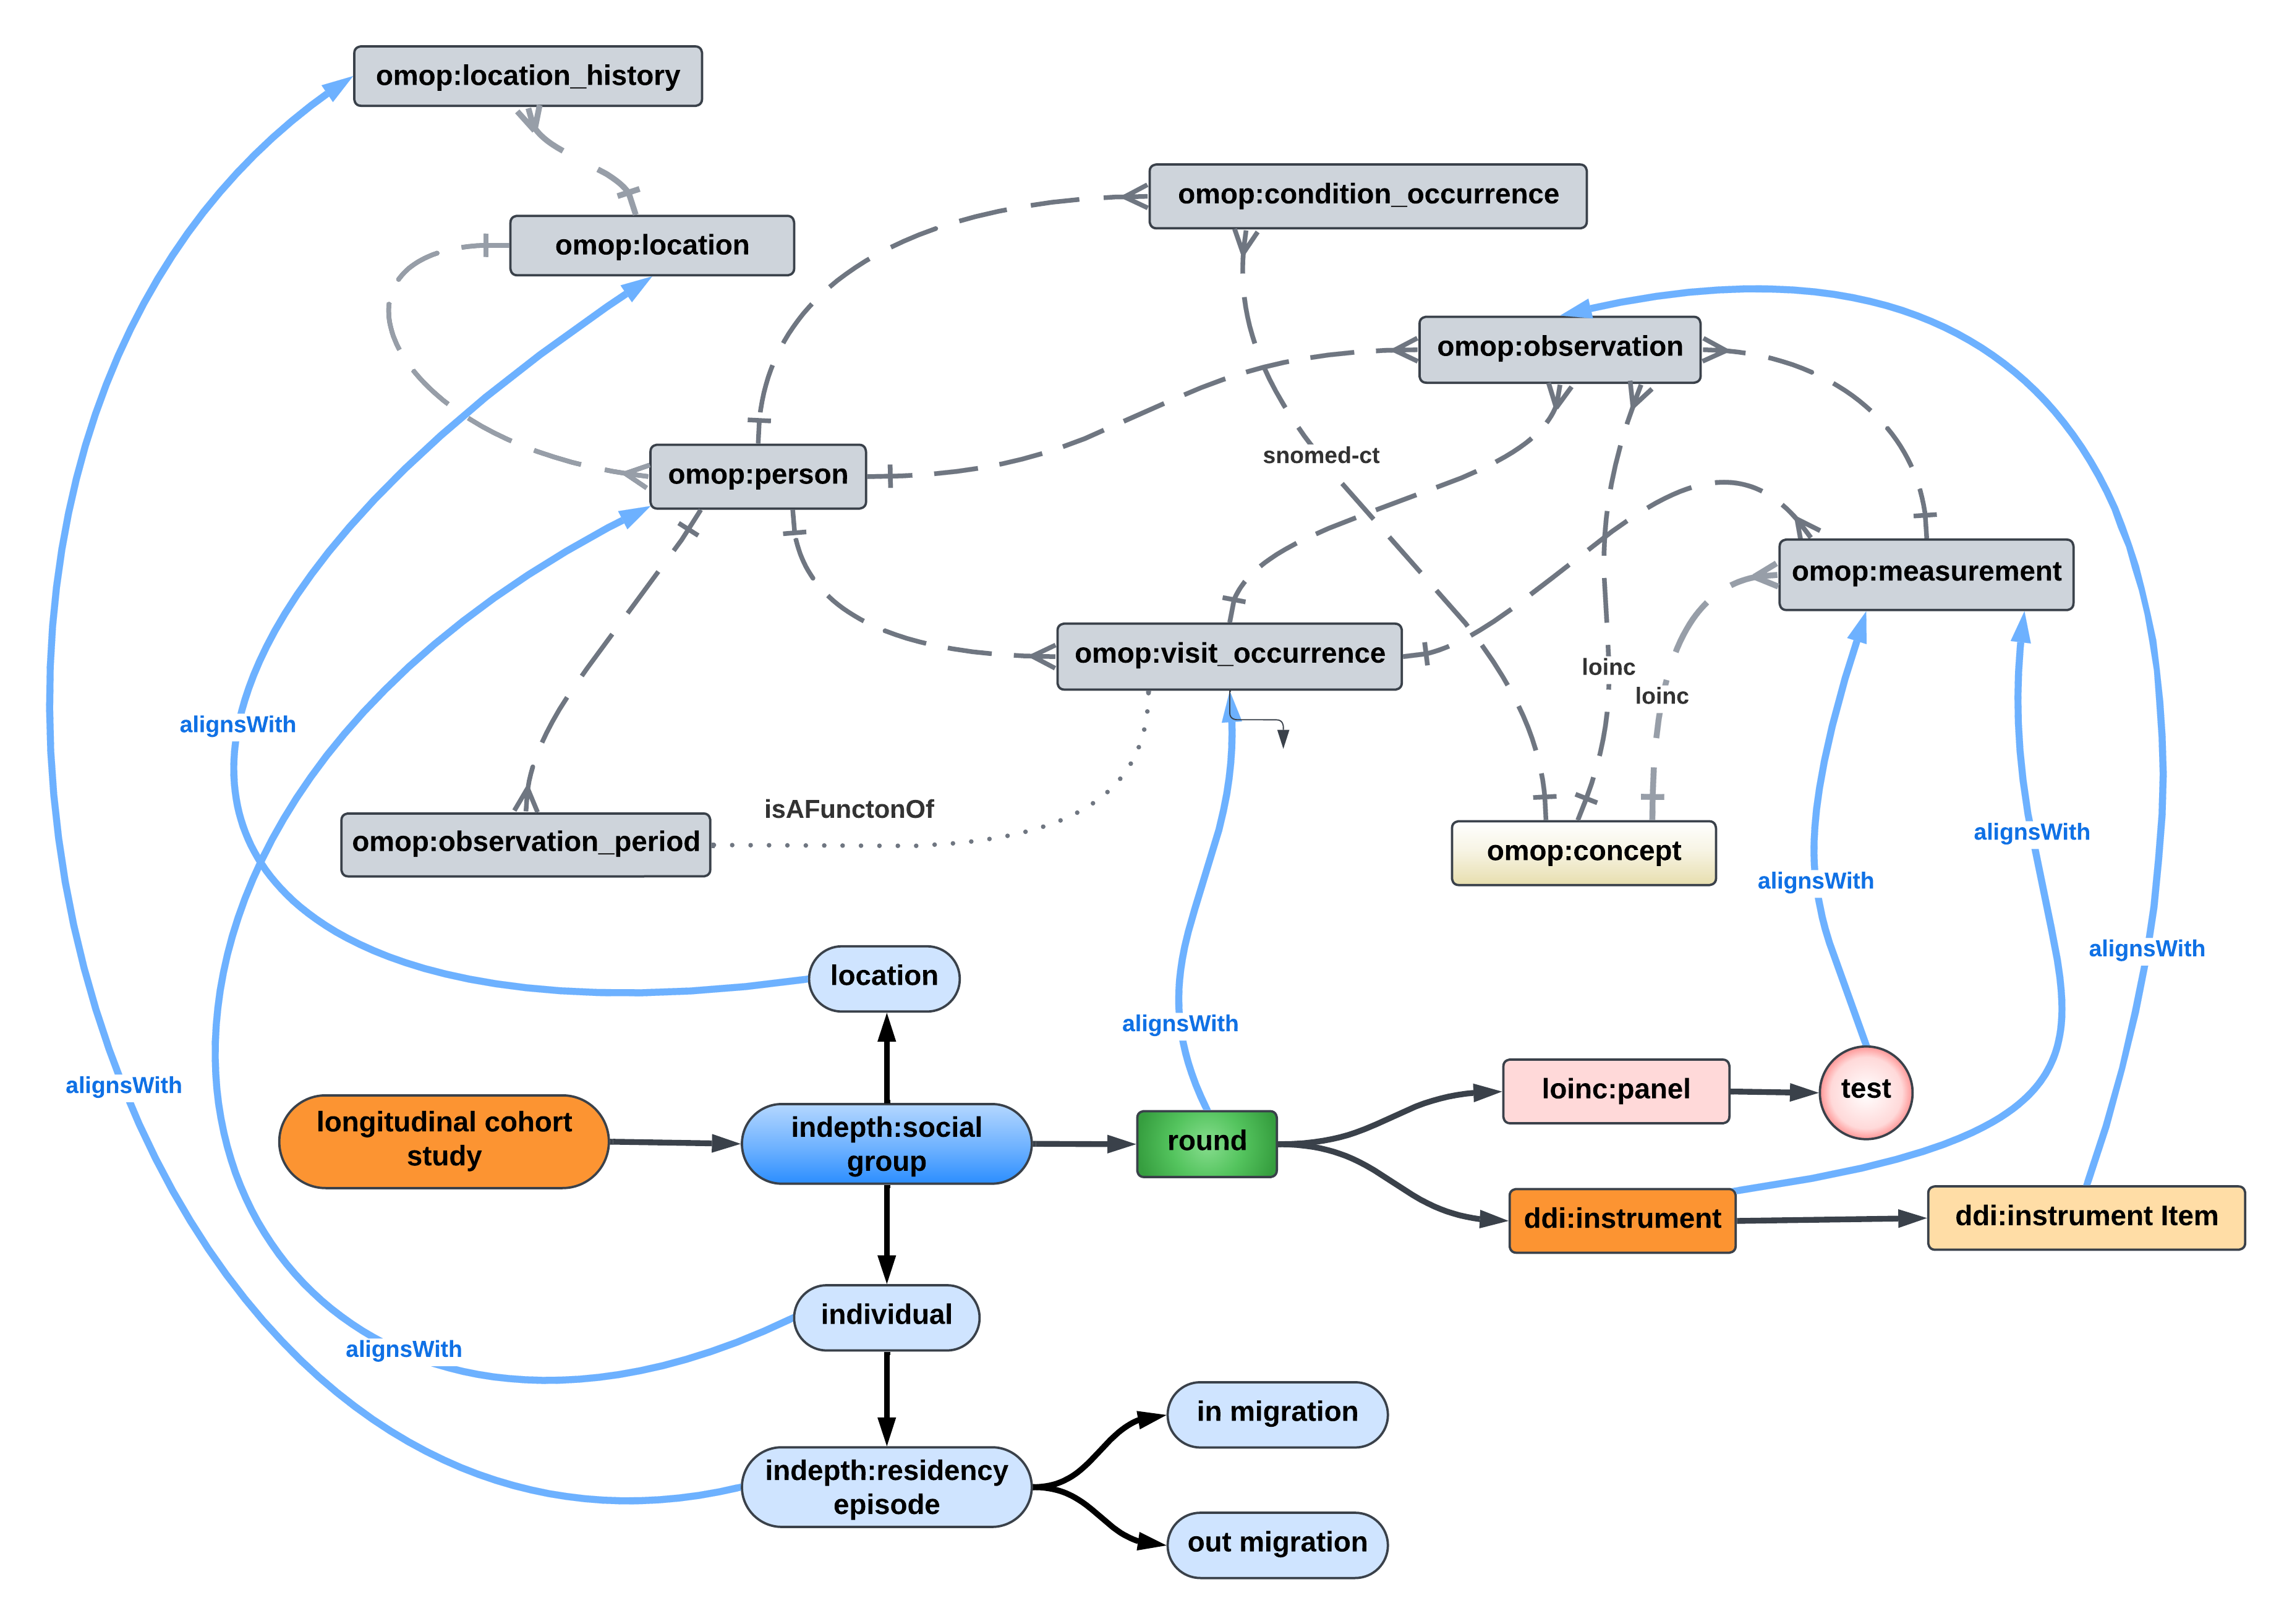 omop:location_history
omop:condition_occurrence
omop:location
omop:observation
snomed-ct
omop:person
omop:measurement
omop:visit_occurrence
loinc
loinc
alignsWith
isAFunctonOf
omop:observation_period
omop:concept
alignsWith
alignsWith
alignsWith
location
alignsWith
alignsWith
longitudinal cohort
study
indepth:social
group
round
loinc:panel
test
ddi:instrument
ddi:instrument Item
individual
alignsWith
in migration
indepth:residency
episode
out migration